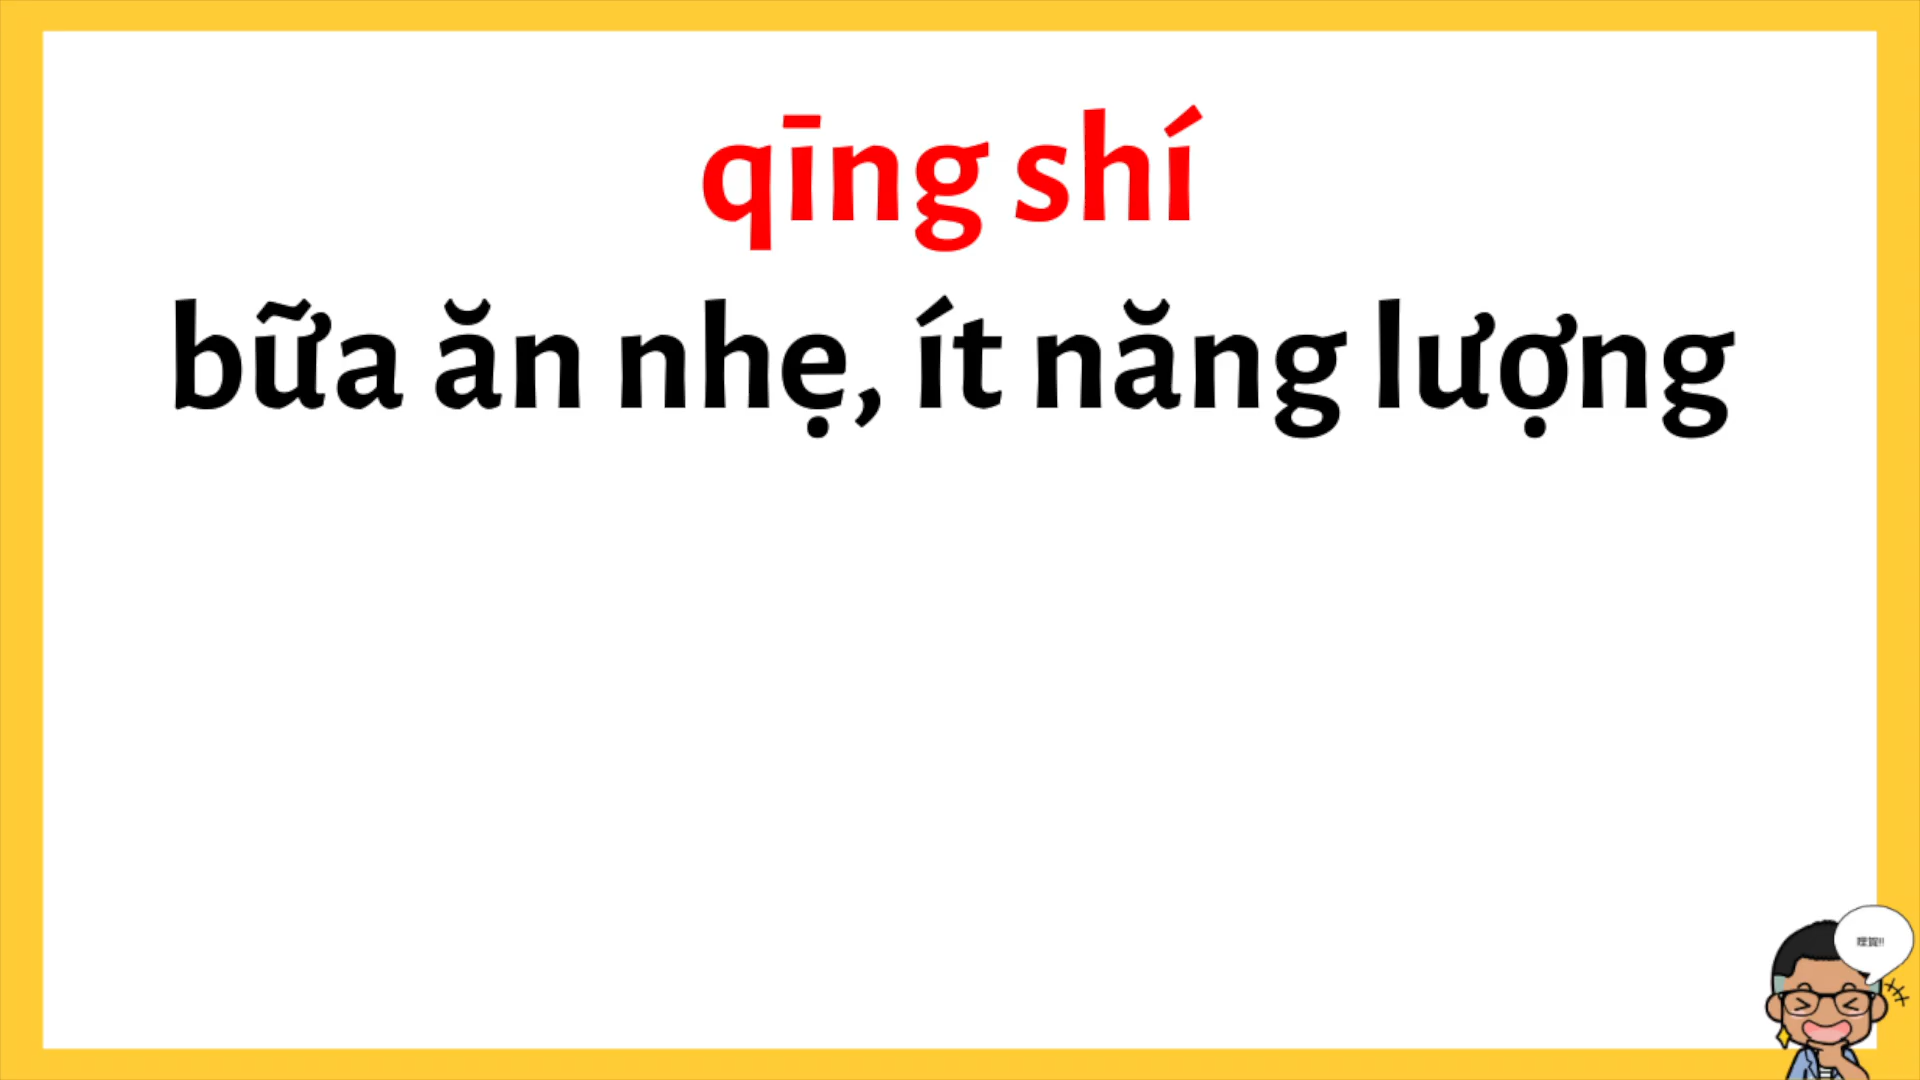 qīng shí
bữa ăn nhẹ, ít năng lượng